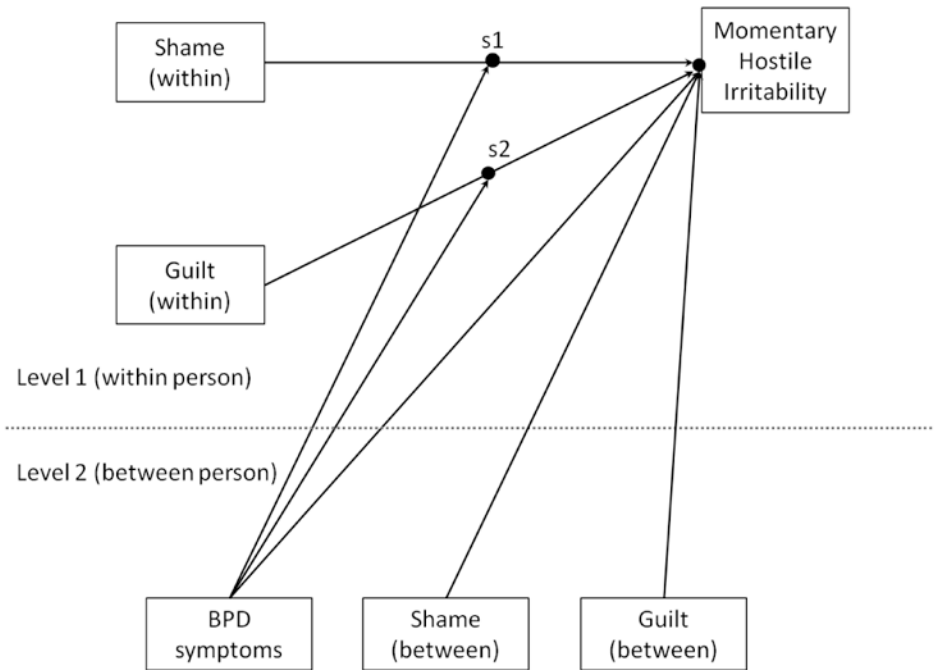 Shame
(within)
s1
Momentary
Hostile
Irritability
s2
Guilt
(within)
Level 1 (within person)
Level 2 (between person)
BPD
symptoms
Shame
(between)
Guilt
(between)